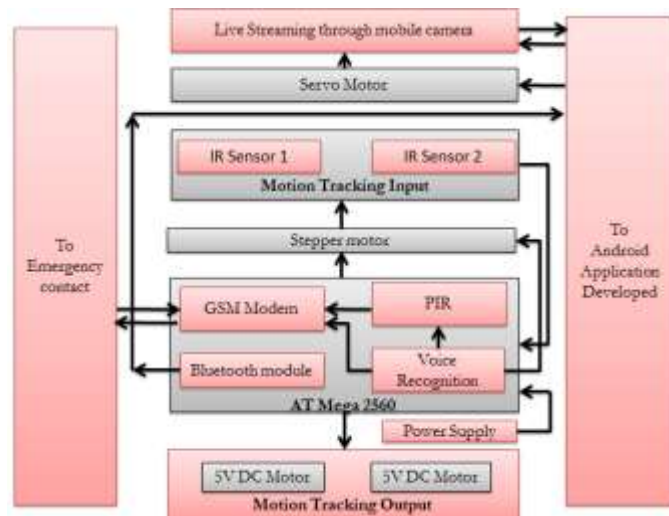 Live Streaming through mobile camera
Servo Motor
IR Sensor 1
IR Sensor 2
Motion Tracking Input
To
Emergency
contact
Stepper motor
To
Android
Application
Developed
GSM Modem
PIR
Bluetooth module
Voice
Recognition
AT Mega 2560
Power Supply
5V DC Motor
5V DC Motor
Motion Tracking Output